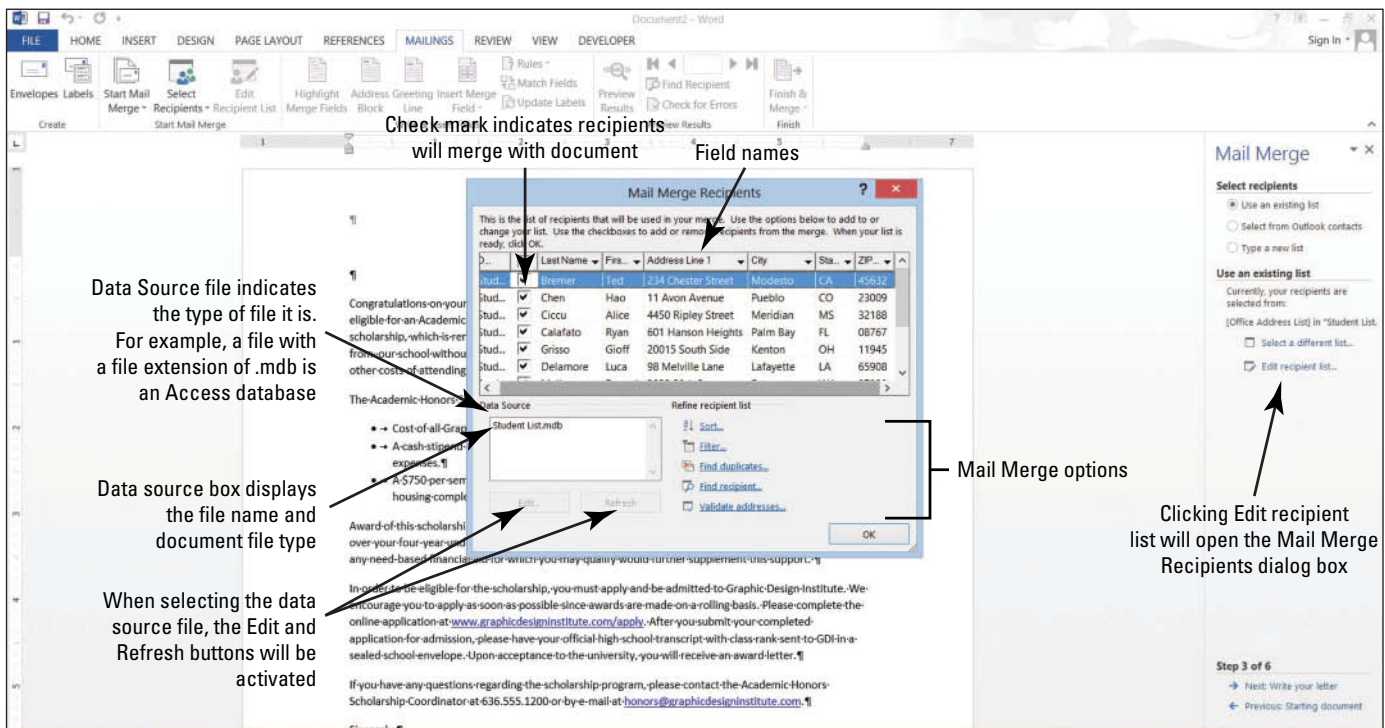 Document2 - Word
FILE HOME INSERT DESIGN PAGE LAYOUT REFERENCES MAILINGS REVIEW VIEW DEVELOPER
Sign In
Envelopes Labels
Start Mail Merge
Select Recipients
Edit Recipient List
Highlight Merge Fields
Address Block
Greeting Line
Insert Merge Field
Rules
Match Fields
Update Labels
Preview Results
Find Recipient
Check for Errors
Finish & Merge
Create
Start Mail Merge
Preview Results
Finish
Check mark indicates recipients
will merge with document
Field names
Data Source file indicates
the type of file it is.
For example, a file with
a file extension of .mdb is
an Access database
Data source box displays
the file name and
document file type
When selecting the data
source file, the Edit and
Refresh buttons will be
activated
Mail Merge Recipients
This is the list of recipients that will be used in your merge. Use the options below to add to or
change your list. Use the checkboxes to add or remove recipients from the merge. When your list is
ready, click OK.
D... Last Name Firs... Address Line 1 City Sta... ZIP...
Stud... Bremer Ted 234 Chester Street Modesto CA 45632
Stud... Chen Hao 11 Avon Avenue Pueblo CO 23009
Stud... Ciccu Alice 4450 Ripley Street Meridian MS 32188
Stud... Calafato Ryan 601 Hanson Heights Palm Bay FL 08767
Stud... Grisso Gioff 20015 South Side Kenton OH 11945
Stud... Delamore Luca 98 Melville Lane Lafayette LA 65908
Data Source
Student List.mdb
Edit...
Refresh
Refine recipient list
Sort...
Filter...
Find duplicates...
Find recipient...
Validate addresses...
OK
Mail Merge options
Congratulations on your
eligible for an Academic
scholarship, which is
from our school
other costs of attending
The Academic Honors
Cost of all
A cash stipend
expenses.¶
A $750 per
housing
Award of this
over your four-year
any need-based financial aid for which you may qualify would further supplement this support. ¶
In order to be eligible for the scholarship, you must apply and be admitted to Graphic Design Institute. We
encourage you to apply as soon as possible since awards are made on a rolling basis. Please complete the
online application at www.graphicdesigninstitute.com/apply. After you submit your completed
application for admission, please have your official high school transcript with class rank sent to GDI in a
sealed school envelope. Upon acceptance to the university, you will receive an award letter.¶
If you have any questions regarding the scholarship program, please contact the Academic Honors
Scholarship Coordinator at 636.555.1200 or by e-mail at honors@graphicdesigninstitute.com.¶
Mail Merge
Select recipients
Use an existing list
Select from Outlook contacts
Type a new list
Use an existing list
Currently, your recipients are
selected from:
[Office Address List] in "Student List.
Select a different list...
Edit recipient list...
Clicking Edit recipient
list will open the Mail Merge
Recipients dialog box
Step 3 of 6
Next: Write your letter
Previous: Starting document